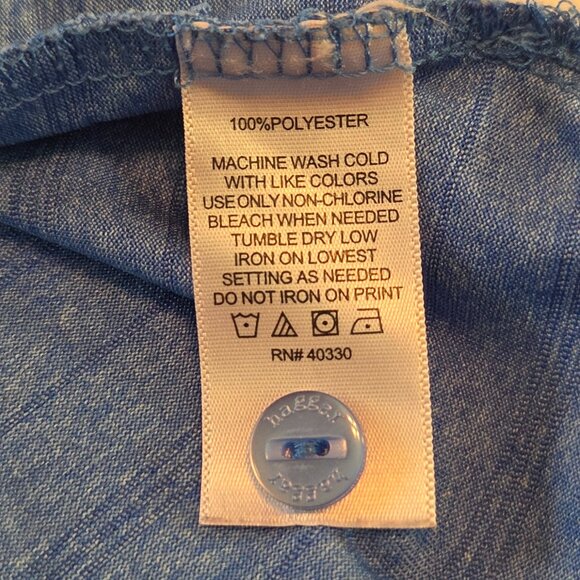 100%POLYESTER
MACHINE WASH COLD
WITH LIKE COLORS
USE ONLY NON-CHLORINE
BLEACH WHEN NEEDED
TUMBLE DRY LOW
IRON ON LOWEST
SETTING AS NEEDED
DO NOT IRON ON PRINT
RN# 40330
haggar
haggar